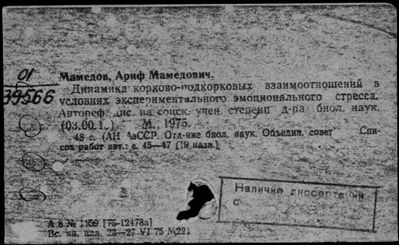 01
39566
Мамедов, Ариф Мамедович.
Динамика корково-подкорковых взаимоотношений в
условиях экспериментального эмоционального стресса.
Автореф. дис. на соиск. учен. степени д-ра биол. наук.
(03.00.1 ). М., 1975.
43 с. (АН АзССР. Отд-ние биол. наук. Объедин. совет Спи-
сок работ авт.: с. 45—47 (19 назв.)
Наличие диссертации
с
А 8 № 1159 [75-12478а]
Вс. кн. пла. 22—27 VI 75 №221